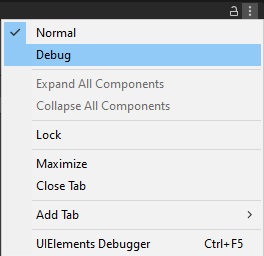 Normal
Debug
Expand All Components
Collapse All Components
Lock
Maximize
Close Tab
Add Tab
UIElements Debugger Ctrl+F5